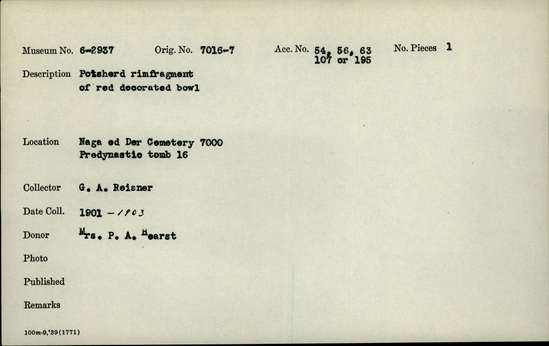 Museum No. 6-2937 Orig. No. 7016-7 Acc. No. 54, 56, 63 No. Pieces 1
107 or 195
Description Potsherd rimfragment
of red decorated bowl
Location Naga ed Der Cemetery 7000
Predynastic tomb 16
Collector G. A. Reisner
Date Coll. 1901 - 1903
Donor Mrs. P. A. Hearst
Photo
Published
Remarks
100m-9,'39(1771)